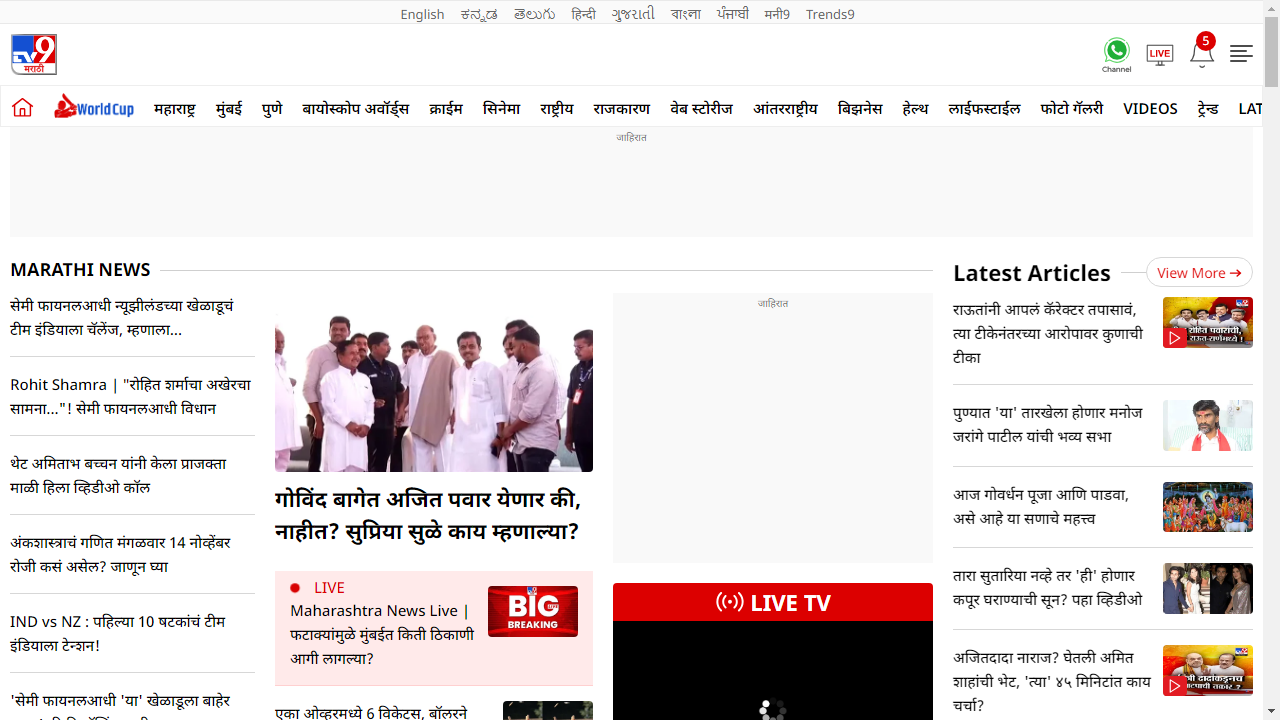 English ಕನ್ನಡ తెలుగు हिन्दी ગુજરાતી বাংলা ਪੰਜਾਬੀ मनी9 Trends9
TV9 मराठी
Channel
LIVE
5
World Cup महाराष्ट्र मुंबई पुणे बायोस्कोप अवॉर्ड्स क्राईम सिनेमा राष्ट्रीय राजकारण वेब स्टोरीज आंतरराष्ट्रीय बिझनेस हेल्थ लाईफस्टाईल फोटो गॅलरी VIDEOS ट्रेन्ड LAT
जाहिरात
MARATHI NEWS
सेमी फायनलआधी न्यूझीलंडच्या खेळाडूचं
टीम इंडियाला चॅलेंज, म्हणाला...
Rohit Shamra | "रोहित शर्माचा अखेरचा
सामना..."! सेमी फायनलआधी विधान
थेट अमिताभ बच्चन यांनी केला प्राजक्ता
माळी हिला व्हिडीओ कॉल
अंकशास्त्राचं गणित मंगळवार 14 नोव्हेंबर
रोजी कसं असेल? जाणून घ्या
IND vs NZ : पहिल्या 10 षटकांचं टीम
इंडियाला टेन्शन!
'सेमी फायनलआधी 'या' खेळाडूला बाहेर
गोविंद बागेत अजित पवार येणार की,
नाहीत? सुप्रिया सुळे काय म्हणाल्या?
LIVE
Maharashtra News Live |
फटाक्यांमुळे मुंबईत किती ठिकाणी
आगी लागल्या?
BIG
BREAKING
एका ओव्हरमध्ये 6 विकेट्स, बॉलरने
जाहिरात
LIVE TV
Latest Articles
View More
राऊतांनी आपलं कॅरेक्टर तपासावं,
त्या टीकेनंतरच्या आरोपावर कुणाची
टीका
पुण्यात 'या' तारखेला होणार मनोज
जरांगे पाटील यांची भव्य सभा
आज गोवर्धन पूजा आणि पाडवा,
असे आहे या सणाचे महत्त्व
तारा सुतारिया नव्हे तर 'ही' होणार
कपूर घराण्याची सून? पहा व्हिडीओ
अजितदादा नाराज? घेतली अमित
शाहांची भेट, 'त्या' ४५ मिनिटांत काय
चर्चा?